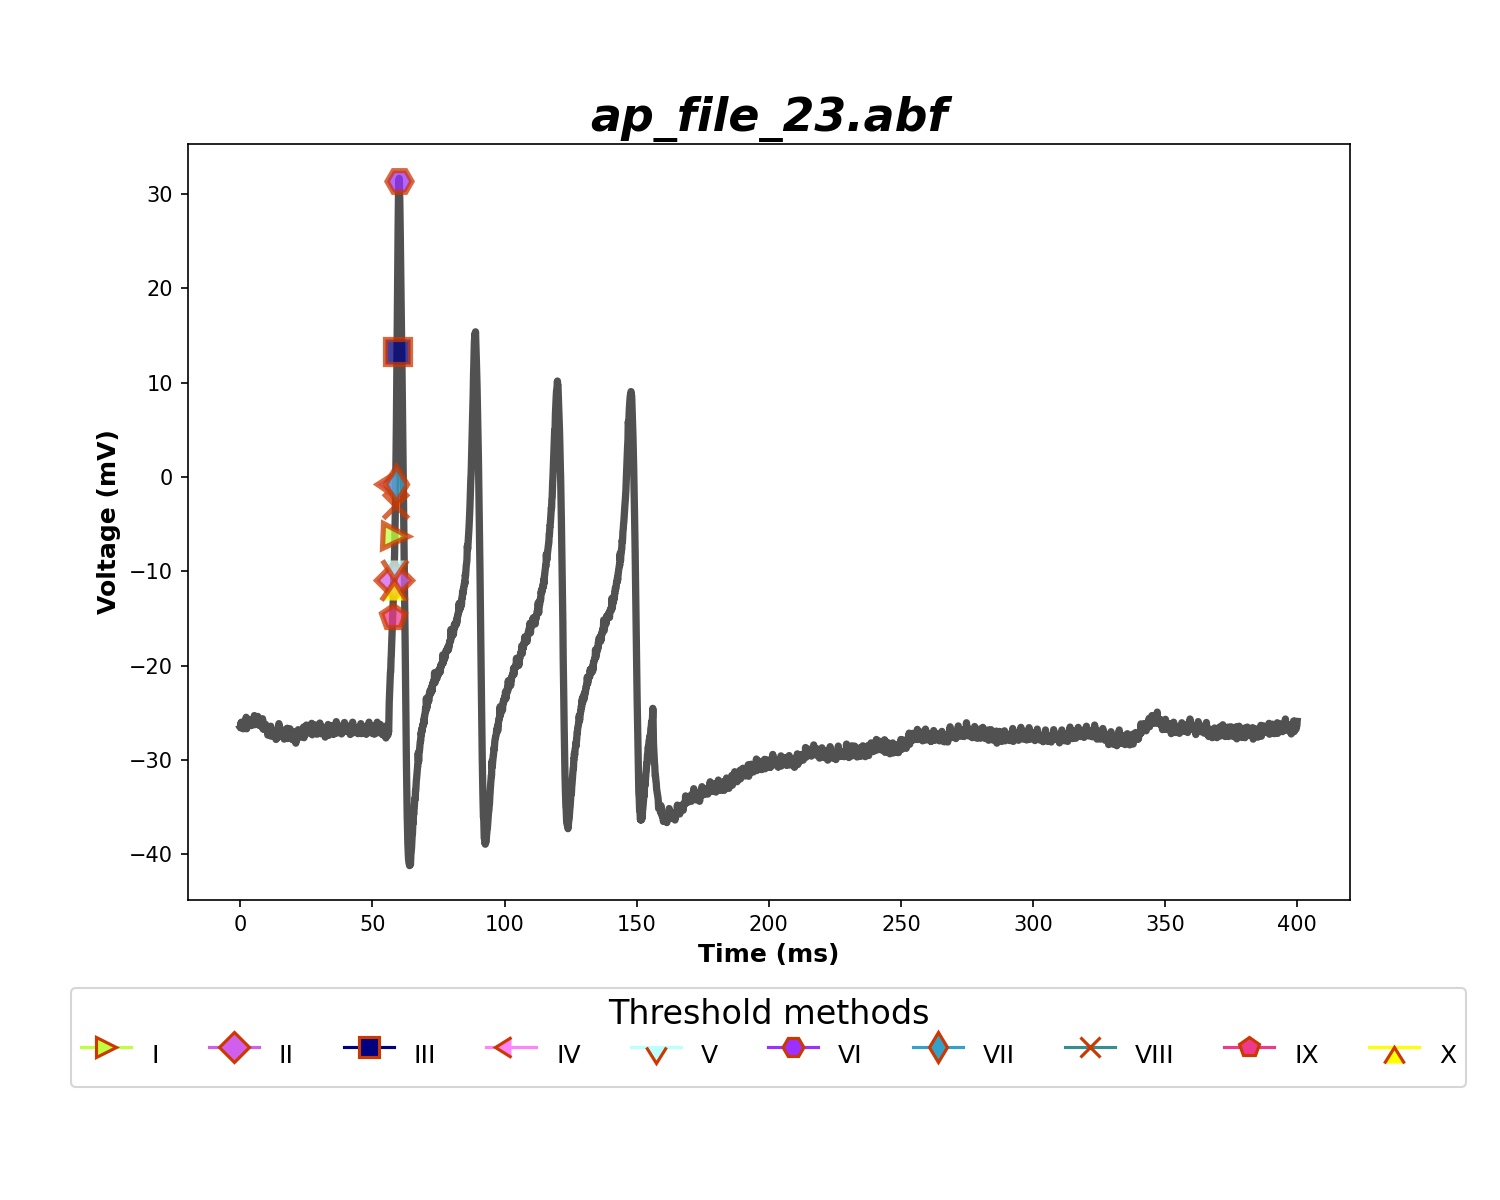 ap_file_23.abf
30
20
10
0
−10
−20
−30
−40
Voltage (mV)
0 50 100 150 200 250 300 350 400
Time (ms)
Threshold methods
I II III IV V VI VII VIII IX X